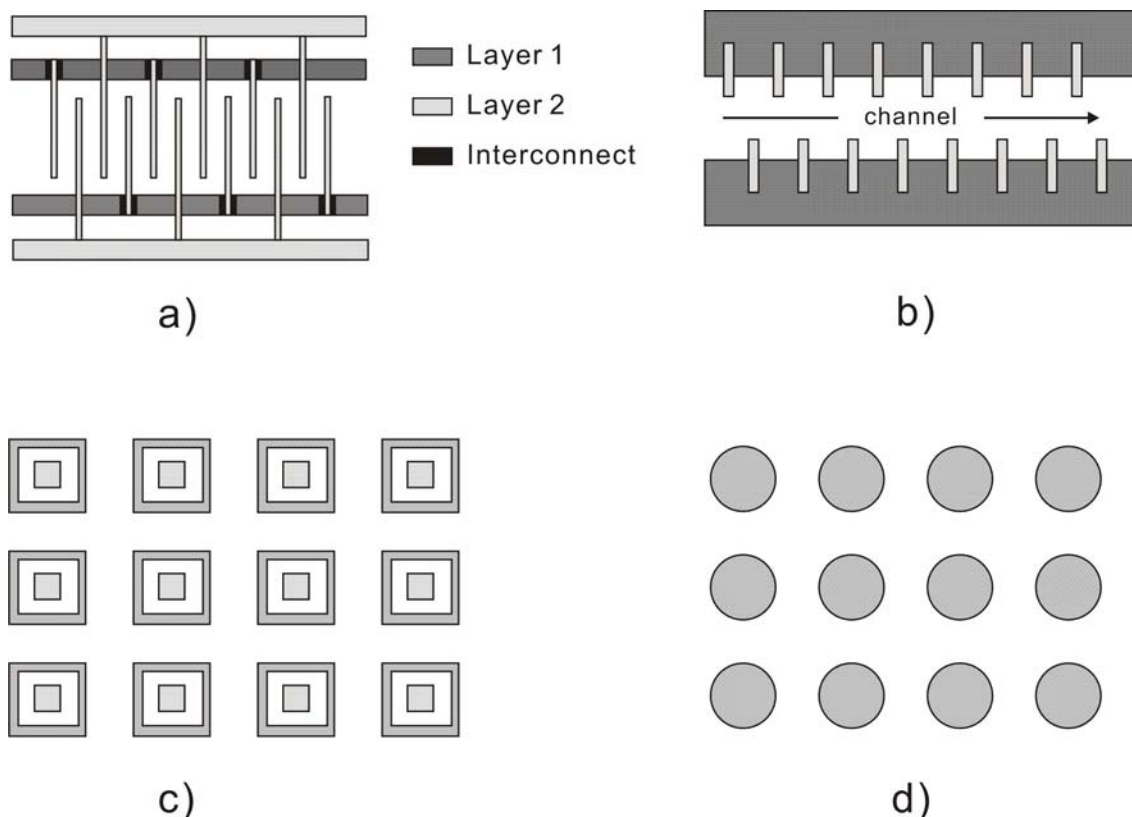 Layer 1
Layer 2
Interconnect
a)
channel
b)
c)
d)